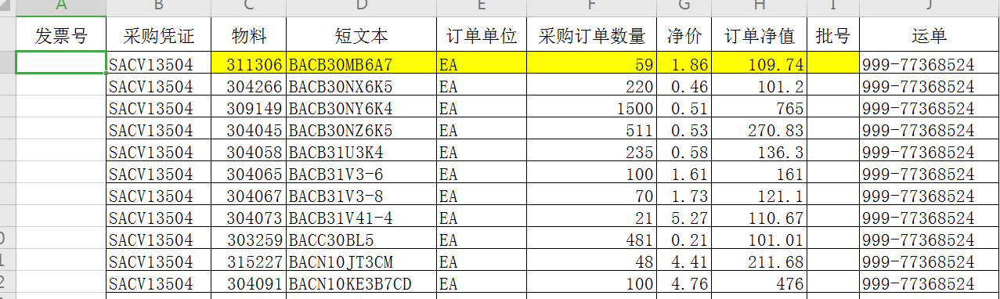 A B C D E F G H I J
发票号 采购凭证 物料 短文本 订单单位 采购订单数量 净价 订单净值 批号 运单
SACV13504 311306 BACB30MB6A7 EA 59 1.86 109.74 999-77368524
SACV13504 304266 BACB30NX6K5 EA 220 0.46 101.2 999-77368524
SACV13504 309149 BACB30NY6K4 EA 1500 0.51 765 999-77368524
SACV13504 304045 BACB30NZ6K5 EA 511 0.53 270.83 999-77368524
SACV13504 304058 BACB31U3K4 EA 235 0.58 136.3 999-77368524
SACV13504 304065 BACB31V3-6 EA 100 1.61 161 999-77368524
SACV13504 304067 BACB31V3-8 EA 70 1.73 121.1 999-77368524
SACV13504 304073 BACB31V41-4 EA 21 5.27 110.67 999-77368524
SACV13504 303259 BACC30BL5 EA 481 0.21 101.01 999-77368524
SACV13504 315227 BACN10JT3CM EA 48 4.41 211.68 999-77368524
SACV13504 304091 BACN10KE3B7CD EA 100 4.76 476 999-77368524